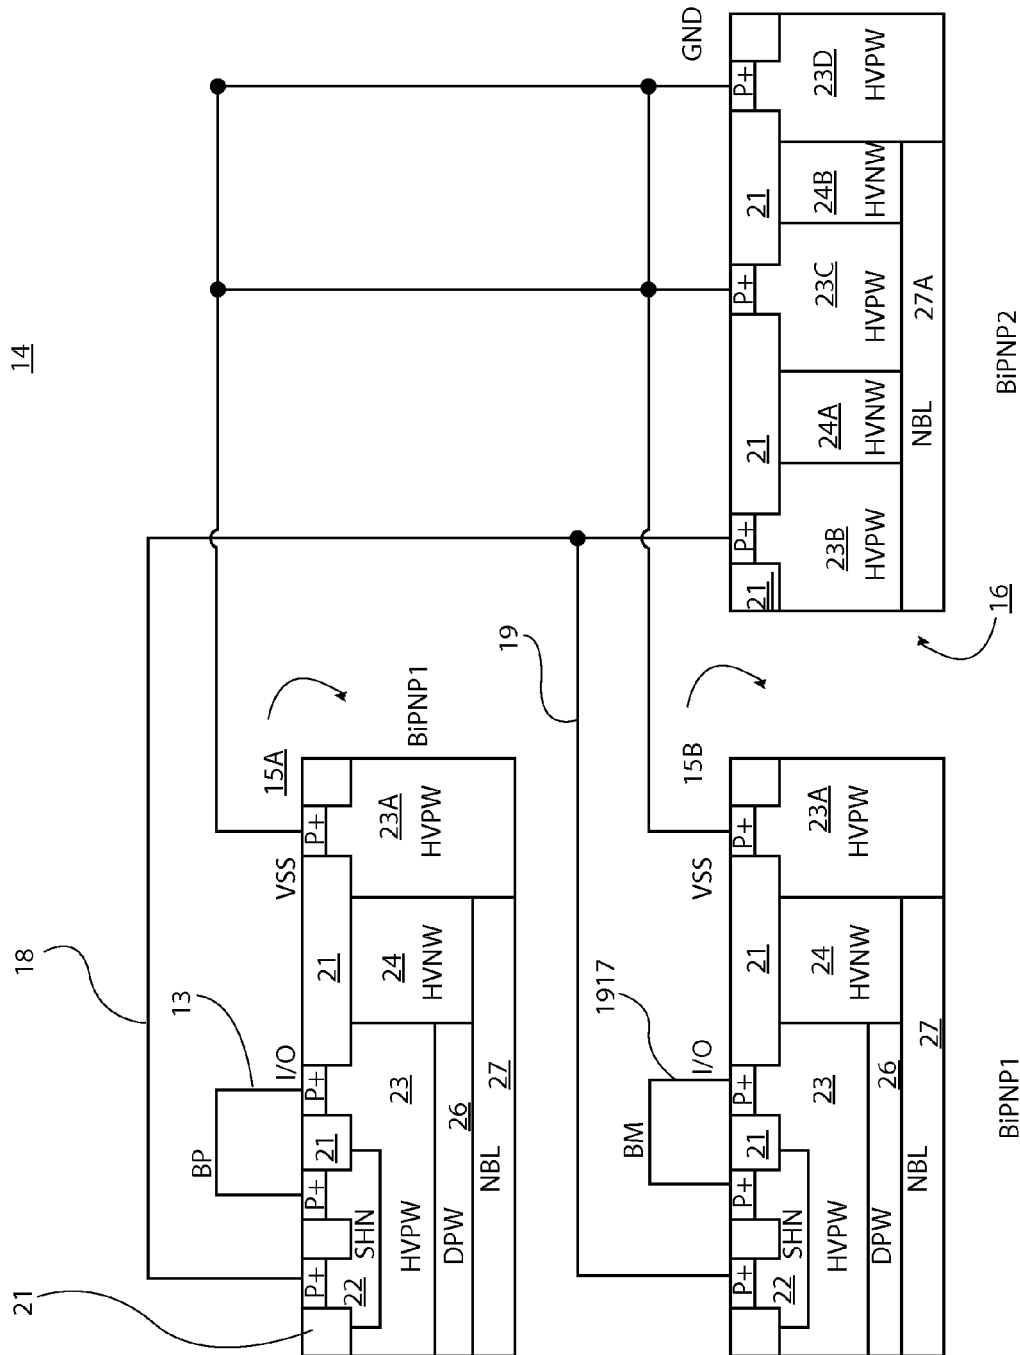 14
18
13
BP
I/O
VSS
15A
BiPNP1
21
P+
P+
P+
P+
21
21
22
SHN
23
HVPW
24
HVNW
23A
HVPW
DPW
26
NBL
27
19
1917
BM
I/O
VSS
15B
P+
P+
P+
P+
21
21
22
SHN
23
HVPW
24
HVNW
23A
HVPW
DPW
26
NBL
27
BiPNP1
16
GND
21
P+
21
P+
21
P+
23B
HVPW
24A
HVNW
23C
HVPW
24B
HVNW
23D
HVPW
NBL
27A
BiPNP2